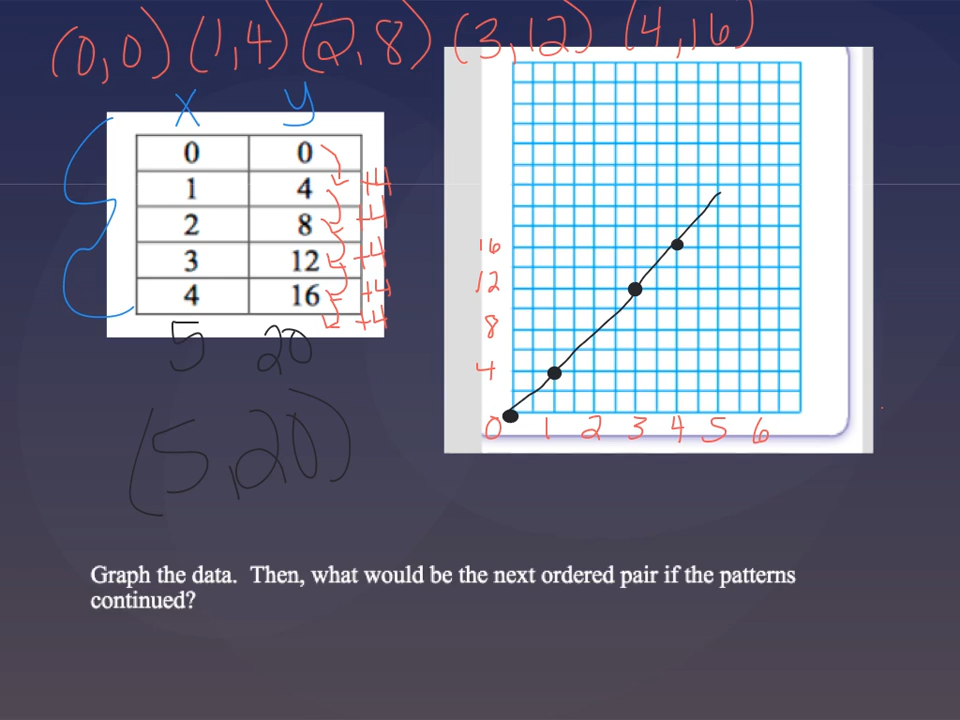 (0,0) (1,4) (2,8) (3,12) (4,16)
x y
0 0
1 4 +4
2 8 +4
3 12 +4
4 16 +4
+4
5 20
(5,20)
16
12
8
4
0 1 2 3 4 5 6
Graph the data. Then, what would be the next ordered pair if the patterns
continued?